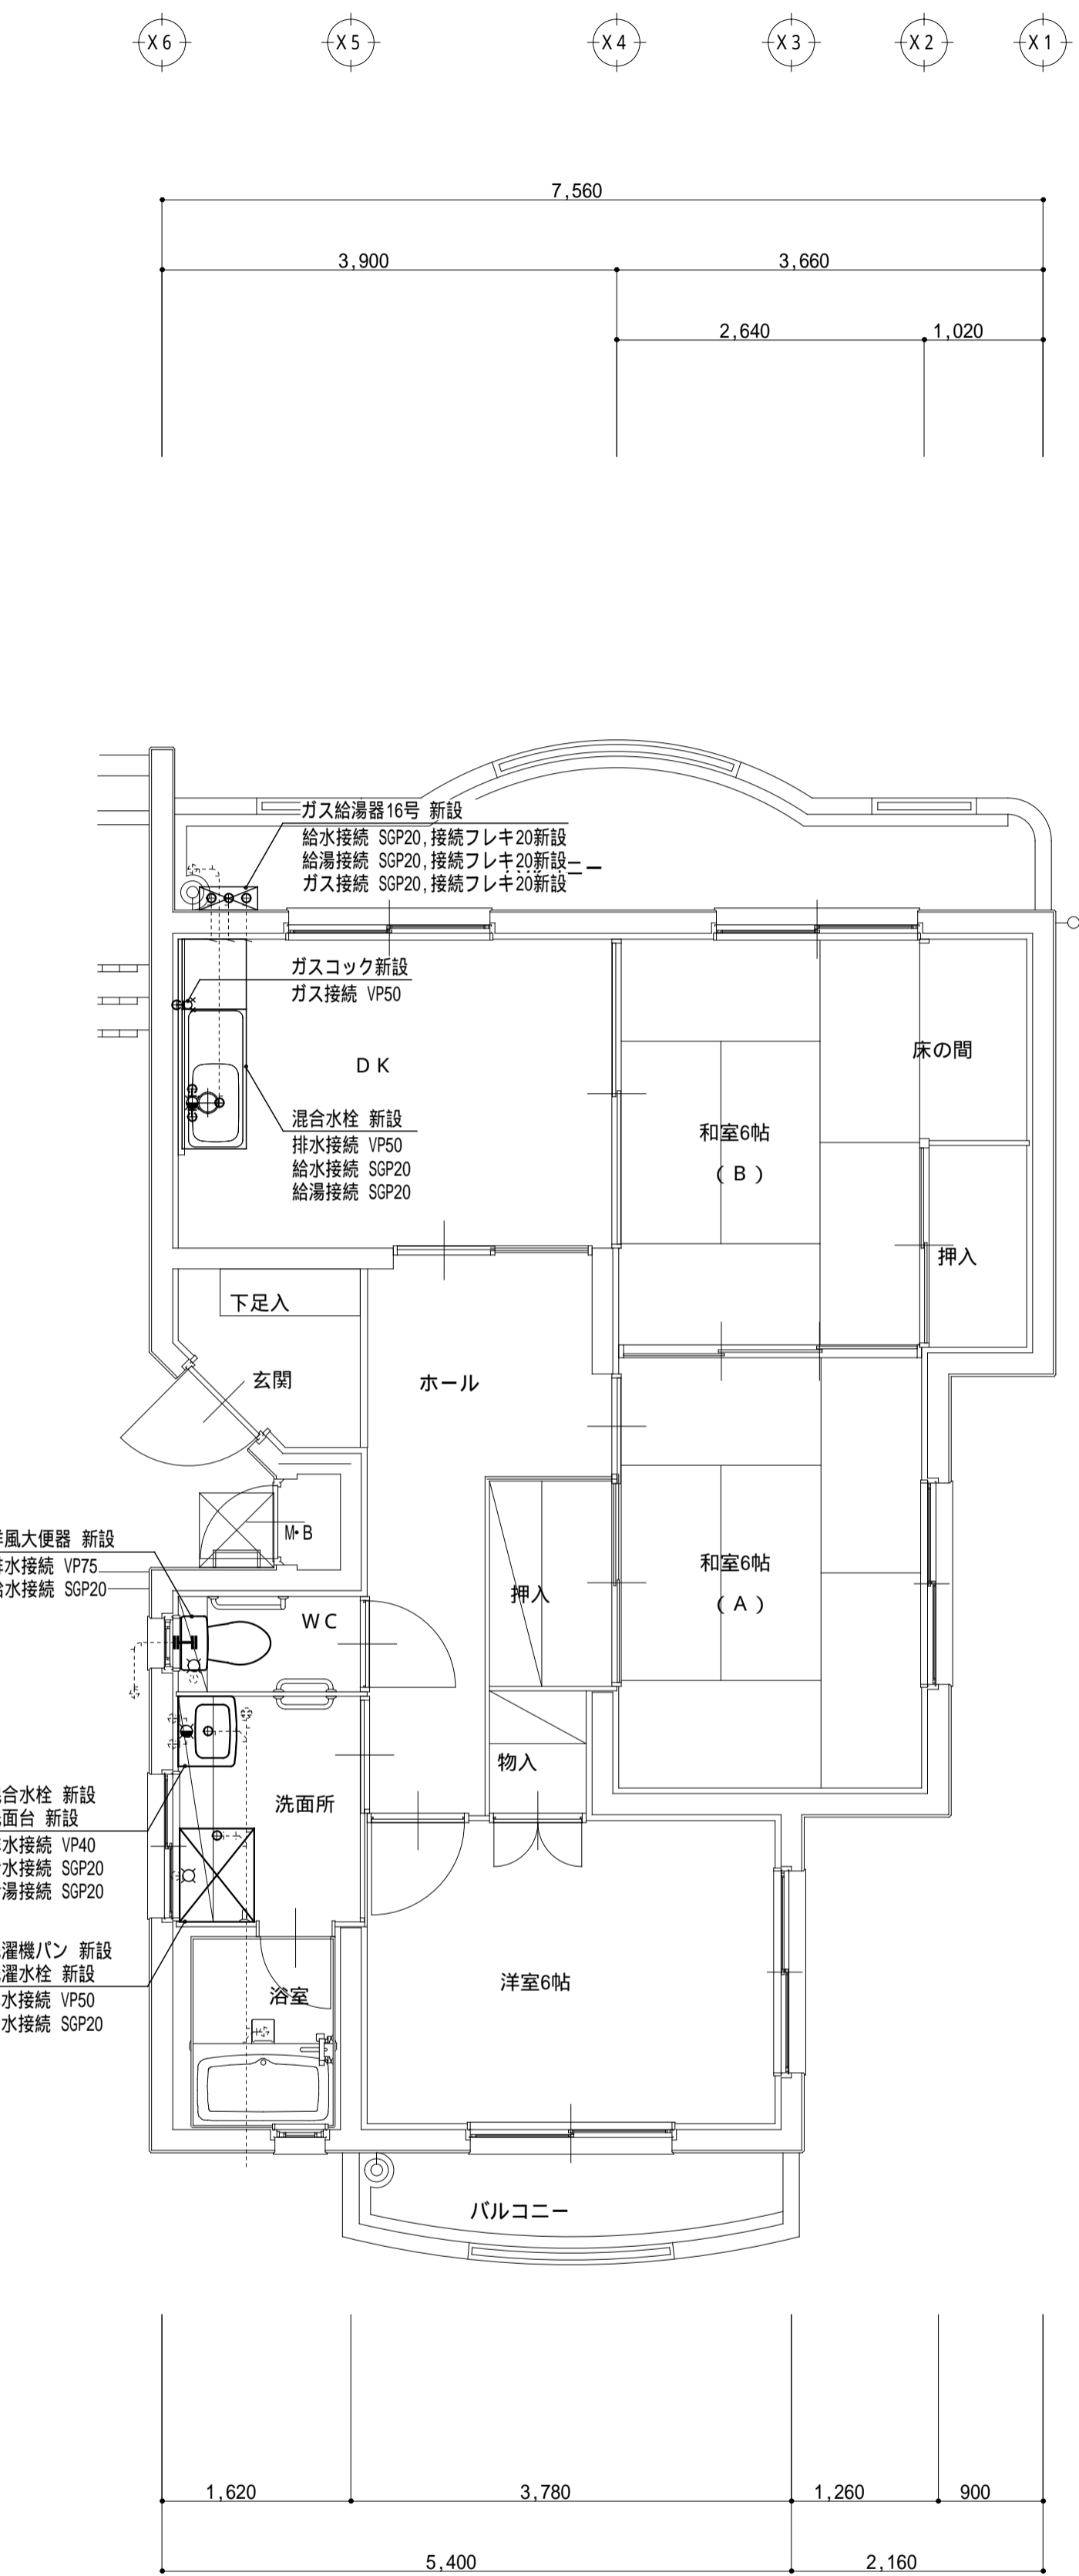 X6 X5 X4 X3 X2 X1
7,560
3,900 3,660
2,640 1,020
ガス給湯器16号 新設
給水接続 SGP20,接続フレキ20新設
給湯接続 SGP20,接続フレキ20新設
ニー
ガス接続 SGP20,接続フレキ20新設
ガスコック新設
ガス接続 VP50
DK
床の間
混合水栓 新設
排水接続 VP50
給水接続 SGP20
給湯接続 SGP20
和室6帖
(B)
押入
下足入
玄関
ホール
M・B
風大便器 新設
水接続 VP75
水接続 SGP20
WC
押入
和室6帖
(A)
物入
合水栓 新設
面台 新設
水接続 VP40
水接続 SGP20
湯接続 SGP20
洗面所
濯機パン 新設
濯水栓 新設
水接続 VP50
水接続 SGP20
浴室
洋室6帖
バルコニー
1,620 3,780 1,260 900
5,400 2,160